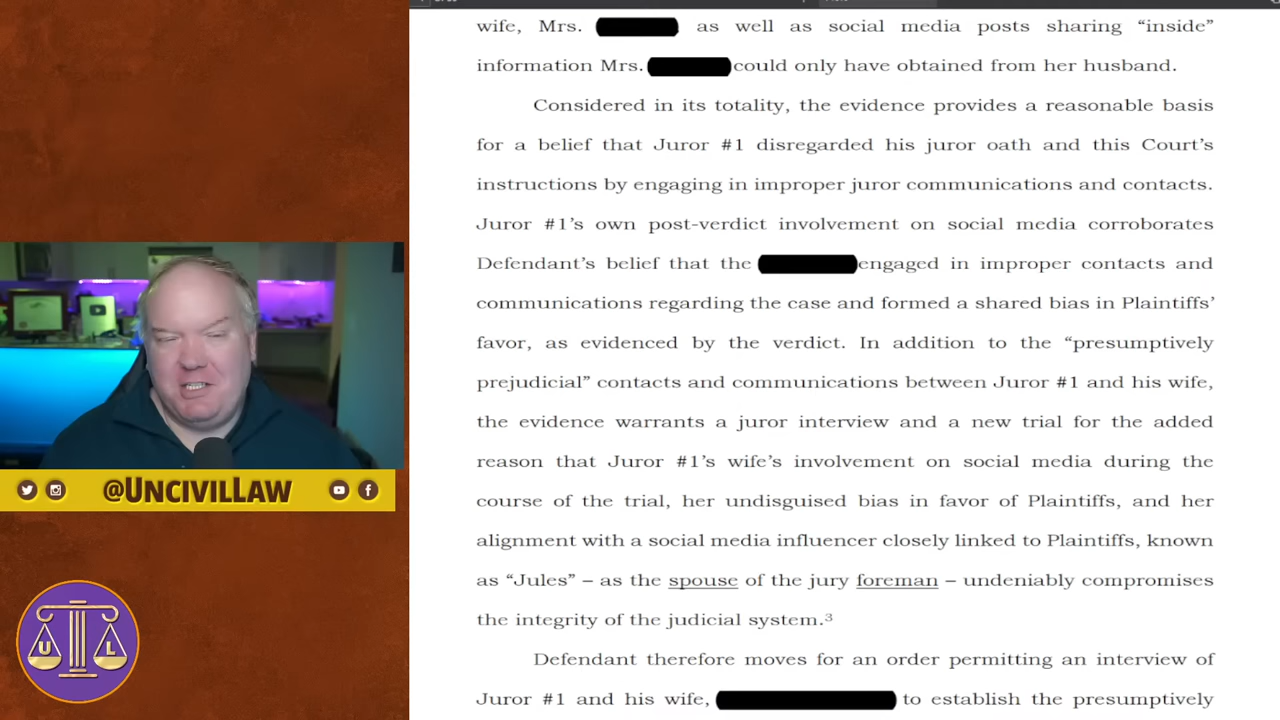 wife, Mrs. as well as social media posts sharing “inside”
information Mrs. could only have obtained from her husband.
Considered in its totality, the evidence provides a reasonable basis
for a belief that Juror #1 disregarded his juror oath and this Court’s
instructions by engaging in improper juror communications and contacts.
Juror #1’s own post-verdict involvement on social media corroborates
Defendant’s belief that the engaged in improper contacts and
communications regarding the case and formed a shared bias in Plaintiffs’
favor, as evidenced by the verdict. In addition to the “presumptively
prejudicial” contacts and communications between Juror #1 and his wife,
the evidence warrants a juror interview and a new trial for the added
reason that Juror #1’s wife’s involvement on social media during the
course of the trial, her undisguised bias in favor of Plaintiffs, and her
alignment with a social media influencer closely linked to Plaintiffs, known
as “Jules” – as the spouse of the jury foreman – undeniably compromises
the integrity of the judicial system.³
Defendant therefore moves for an order permitting an interview of
Juror #1 and his wife, to establish the presumptively
@UncivilLaw
U L